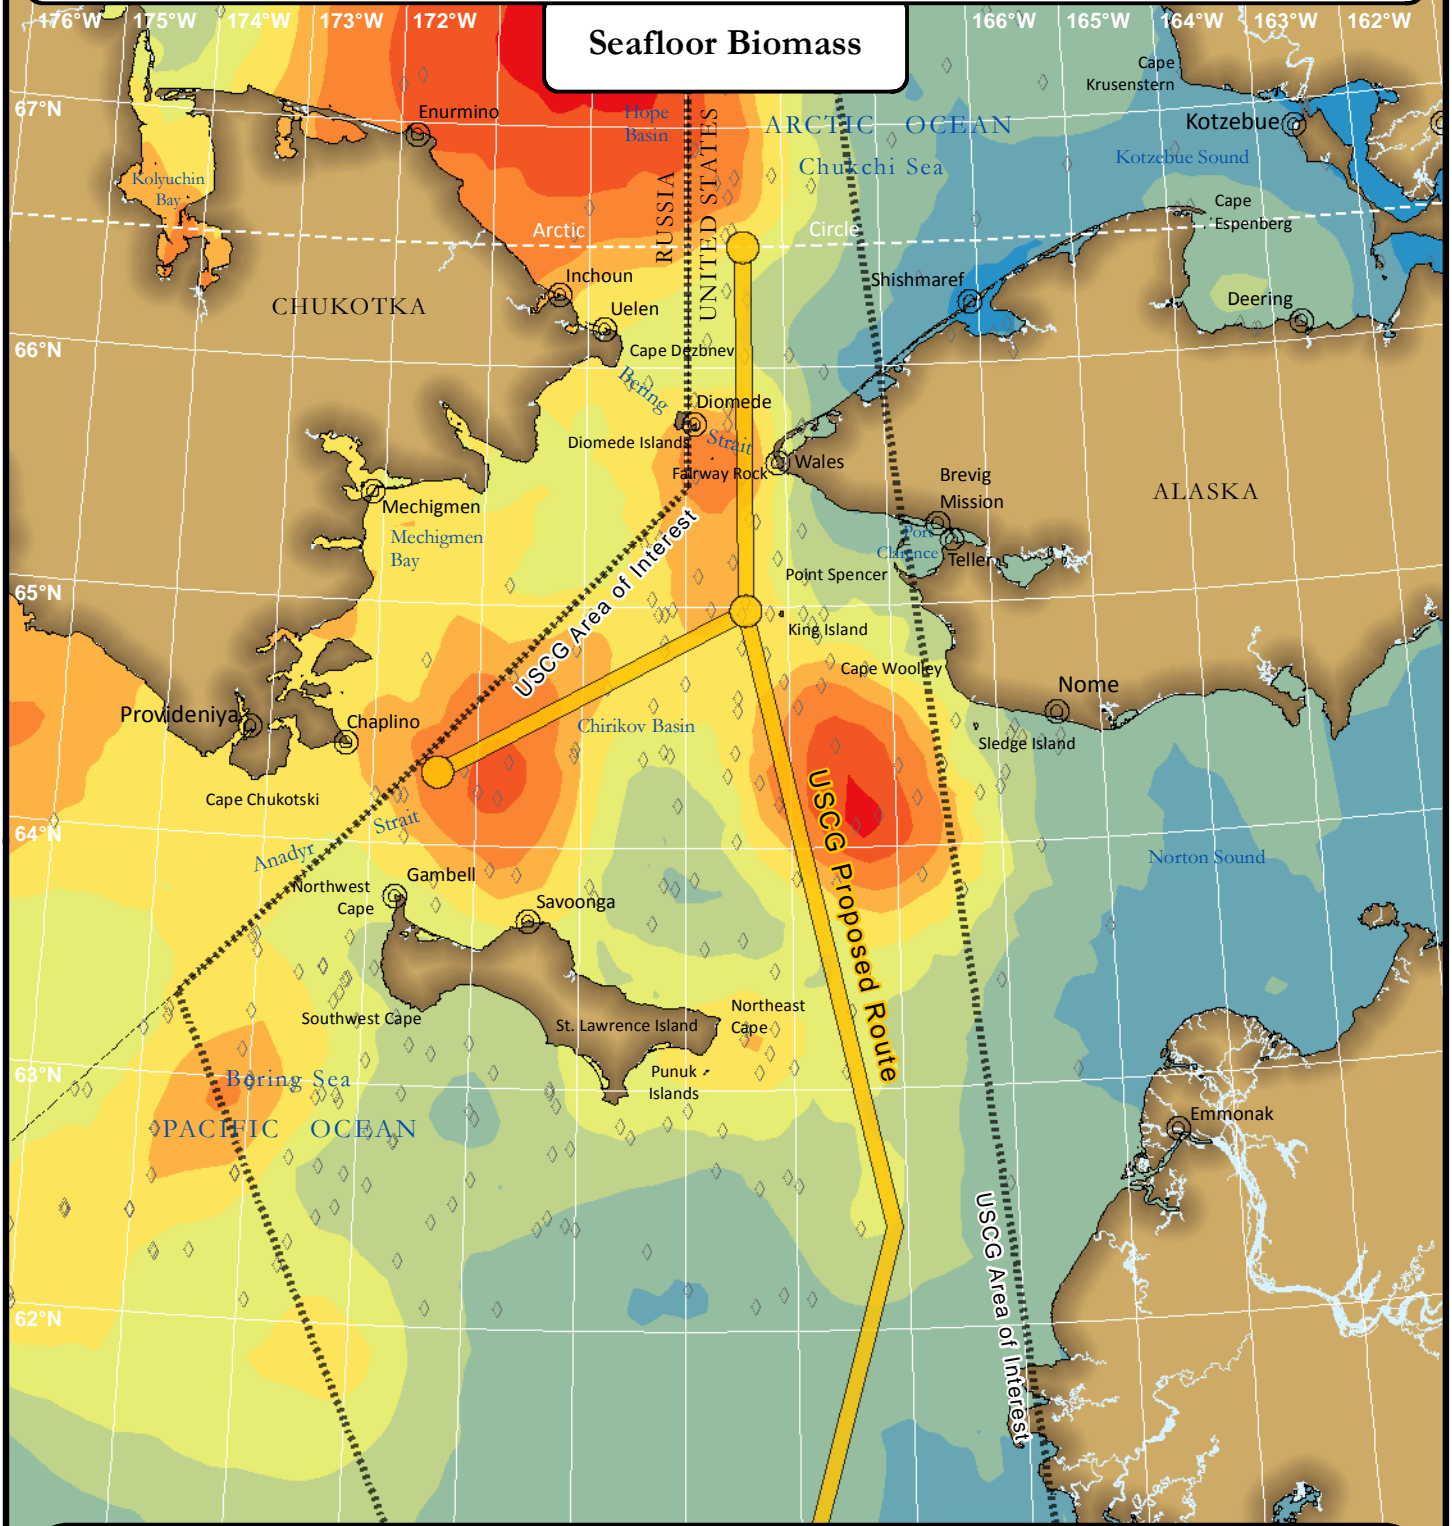 176°W 175°W 174°W 173°W 172°W 166°W 165°W 164°W 163°W 162°W
Seafloor Biomass
Cape
Krusenstern
67°N
Enurmino
Hope
Basin
ARCTIC OCEAN
Kotzebue
Chukchi Sea
Kotzebue Sound
Kolyuchin
Bay
RUSSIA
UNITED STATES
Cape
Espenberg
Arctic
Circle
Inchoun
Shishmaref
CHUKOTKA
Uelen
Deering
66°N
Cape Dezbnev
Bering
Strait
Diomede
Diomede Islands
Fairway Rock
Wales
Brevig
Mission
ALASKA
Mechigmen
Mechigmen
Bay
USCG Area of Interest
Port
Clarence
Teller
Point Spencer
65°N
King Island
Cape Woolley
Nome
Provideniya
Chaplino
Chirikov Basin
Sledge Island
Cape Chukotski
USCG Proposed Route
64°N
Anadyr
Strait
Norton Sound
Gambell
Northwest
Cape
Savoonga
Southwest Cape
St. Lawrence Island
Northeast
Cape
63°N
Bering Sea
Punuk
Islands
PACIFIC OCEAN
Emmonak
USCG Area of Interest
62°N